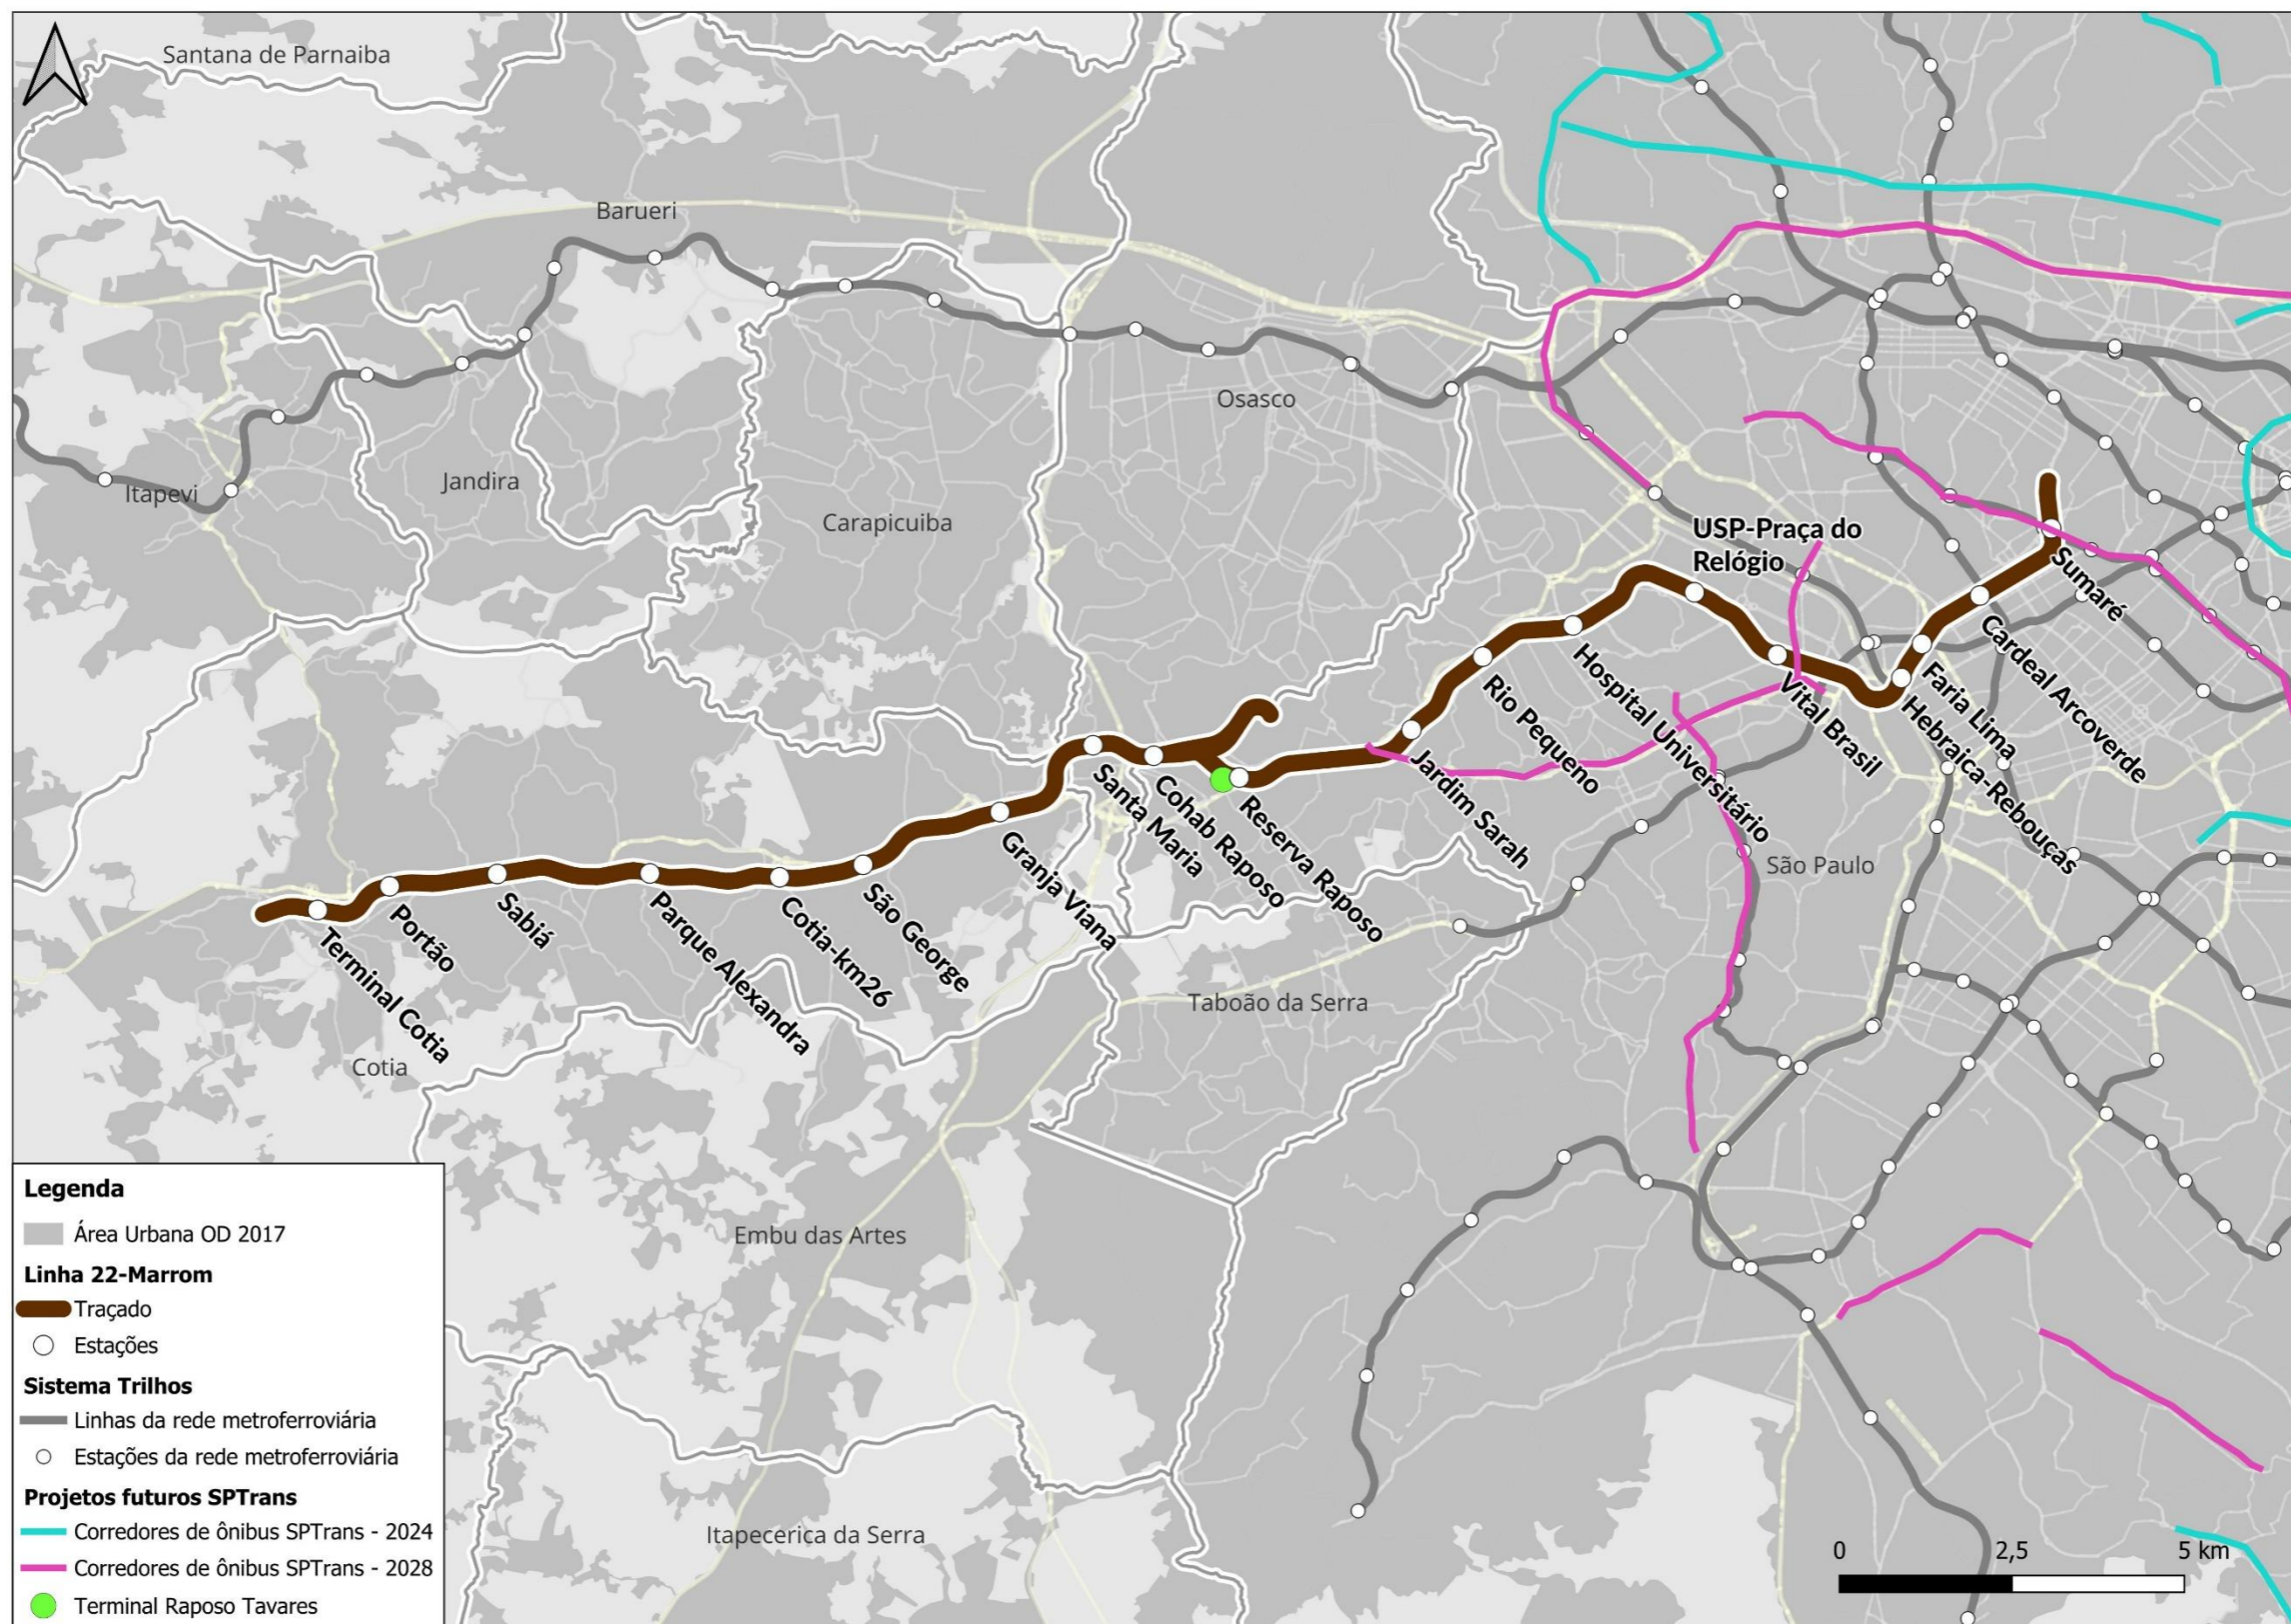 Santana de Parnaiba
Barueri
Osasco
Itapevi
Jandira
Carapicuiba
USP-Praça do
Relógio
Sumaré
Cardeal Arcoverde
Faria Lima
Hebraica-Rebouças
Vital Brasil
Hospital Universitário
Rio Pequeno
Jardim Sarah
Reserva Raposo
Cohab Raposo
Santa Maria
Granja Viana
São George
Cotia-km26
Parque Alexandra
Sabiá
Portão
Terminal Cotia
São Paulo
Taboão da Serra
Cotia
Embu das Artes
Itapecerica da Serra
Legenda
Área Urbana OD 2017
Linha 22-Marrom
Traçado
Estações
Sistema Trilhos
Linhas da rede metroferroviária
Estações da rede metroferroviária
Projetos futuros SPTrans
Corredores de ônibus SPTrans - 2024
Corredores de ônibus SPTrans - 2028
Terminal Raposo Tavares
0 2,5 5 km